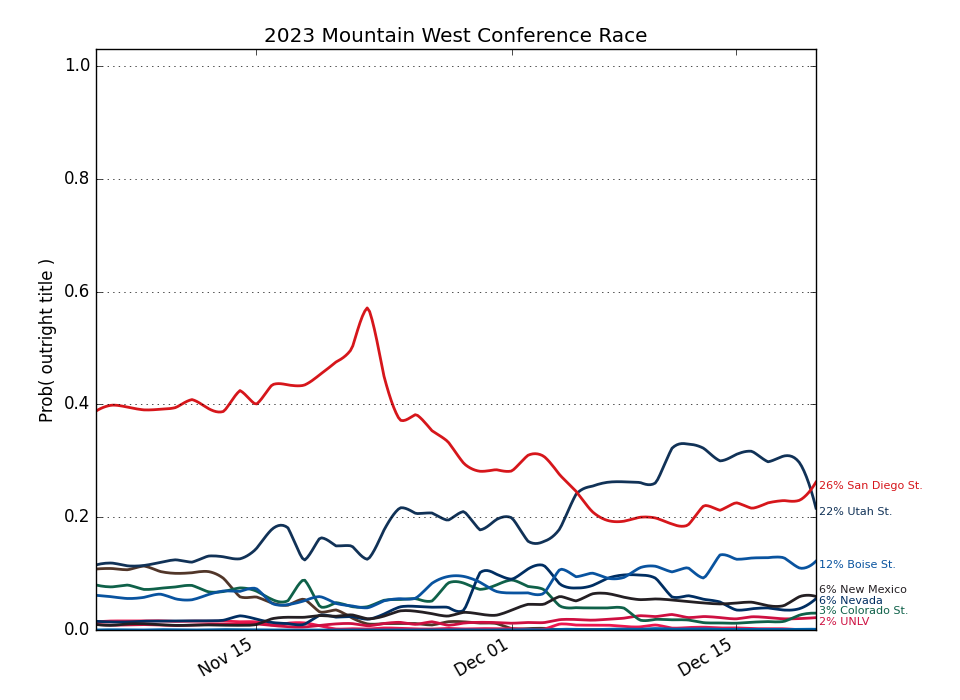 2023 Mountain West Conference Race
1.0
0.8
0.6
0.4
0.2
0.0
Prob( outright title )
Nov 15
Dec 01
Dec 15
26% San Diego St.
22% Utah St.
12% Boise St.
6% New Mexico
6% Nevada
3% Colorado St.
2% UNLV